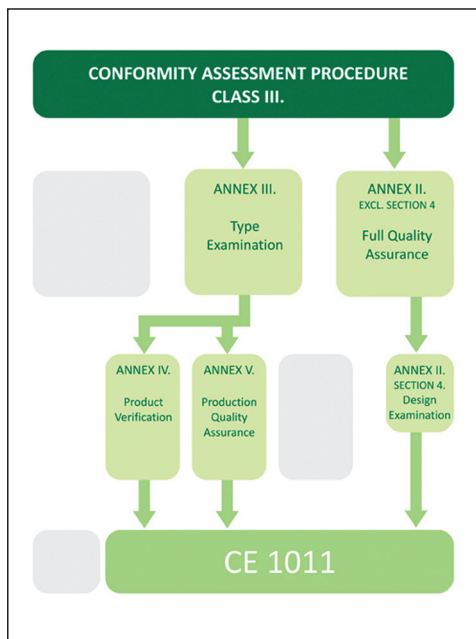 CONFORMITY ASSESSMENT PROCEDURE
CLASS III.
ANNEX III.
Type
Examination
ANNEX II.
EXCL. SECTION 4
Full Quality
Assurance
ANNEX IV.
Product
Verification
ANNEX V.
Production
Quality
Assurance
ANNEX II.
SECTION 4.
Design
Examination
CE 1011